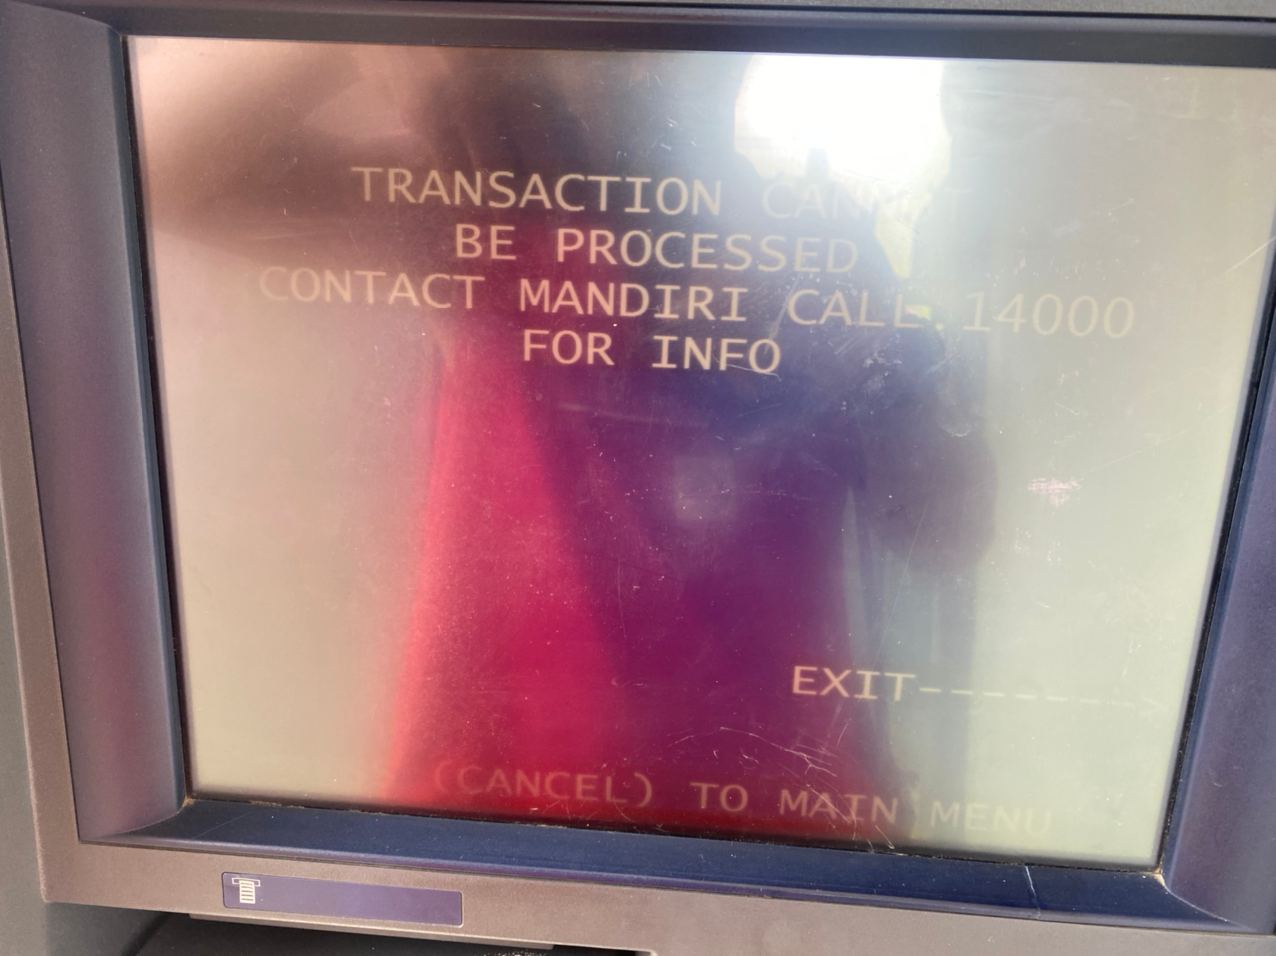 TRANSACTION
BE PROCESSED
CONTACT MANDIRI CALL 14000
FOR INFO
EXIT--------
(CANCEL) TO MAIN MENU